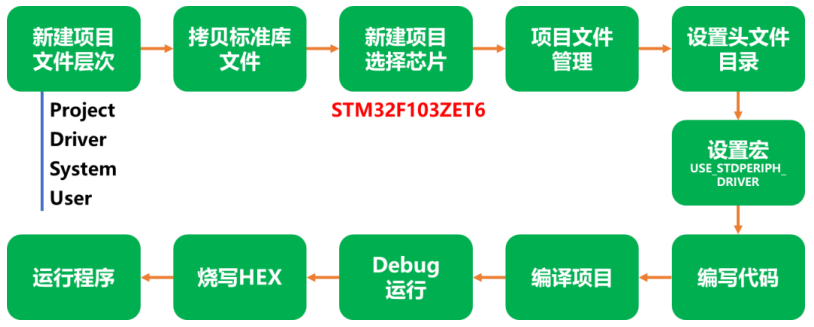 新建项目
文件层次
拷贝标准库
文件
新建项目
选择芯片
项目文件
管理
设置头文件
目录
Project
Driver
System
User
STM32F103ZET6
设置宏
USE_STDPERIPH_
DRIVER
运行程序
烧写HEX
Debug
运行
编译项目
编写代码